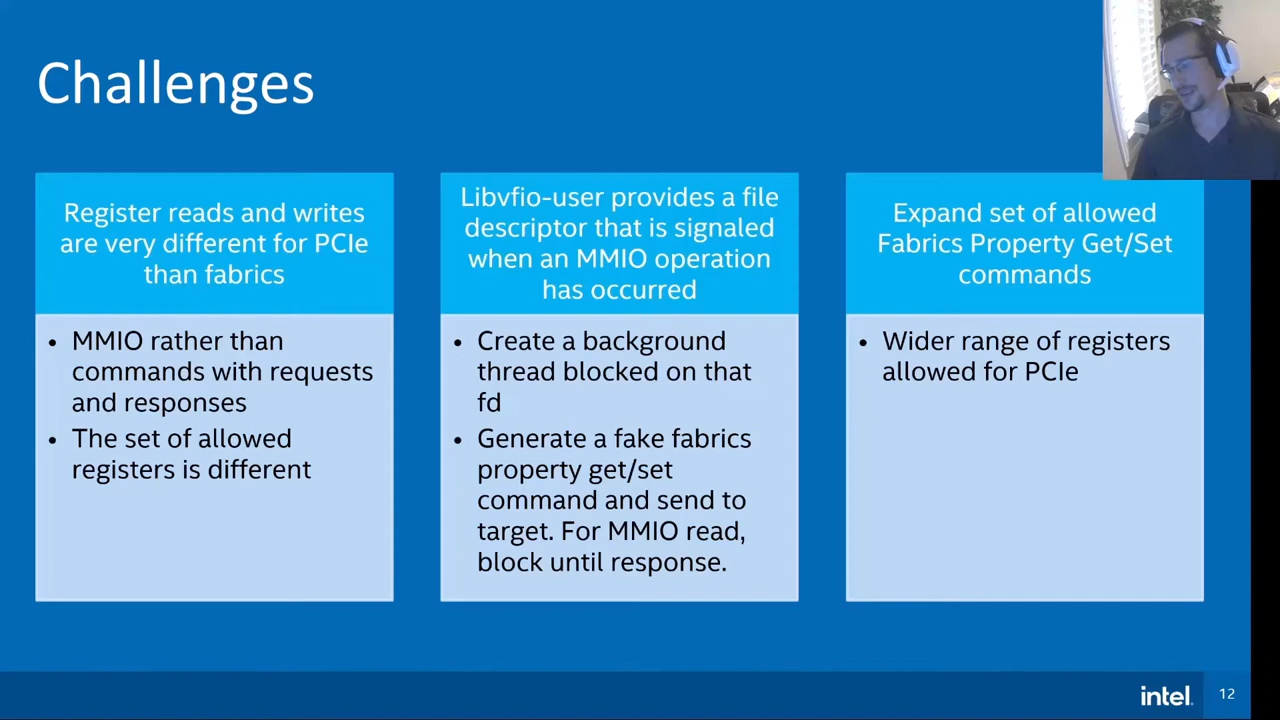 Challenges
Register reads and writes
are very different for PCIe
than fabrics
• MMIO rather than
commands with requests
and responses
• The set of allowed
registers is different
Libvfio-user provides a file
descriptor that is signaled
when an MMIO operation
has occurred
• Create a background
thread blocked on that
fd
• Generate a fake fabrics
property get/set
command and send to
target. For MMIO read,
block until response.
Expand set of allowed
Fabrics Property Get/Set
commands
• Wider range of registers
allowed for PCIe
intel.
12